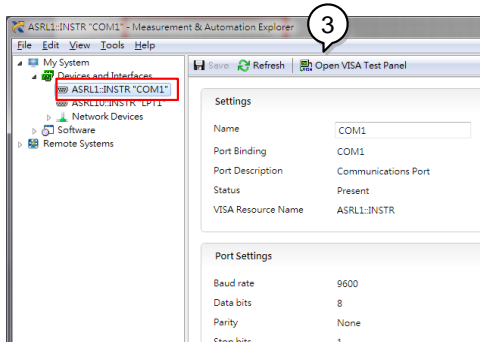 ASRL1::INSTR "COM1" - Measurement & Automation Explorer
3
File Edit View Tools Help
My System
Devices and Interfaces
ASRL1::INSTR "COM1"
ASRL10::INSTR "LPT1"
Network Devices
Software
Remote Systems
Save Refresh Open VISA Test Panel
Settings
Name COM1
Port Binding COM1
Port Description Communications Port
Status Present
VISA Resource Name ASRL1::INSTR
Port Settings
Baud rate 9600
Data bits 8
Parity None
Stop bits 1